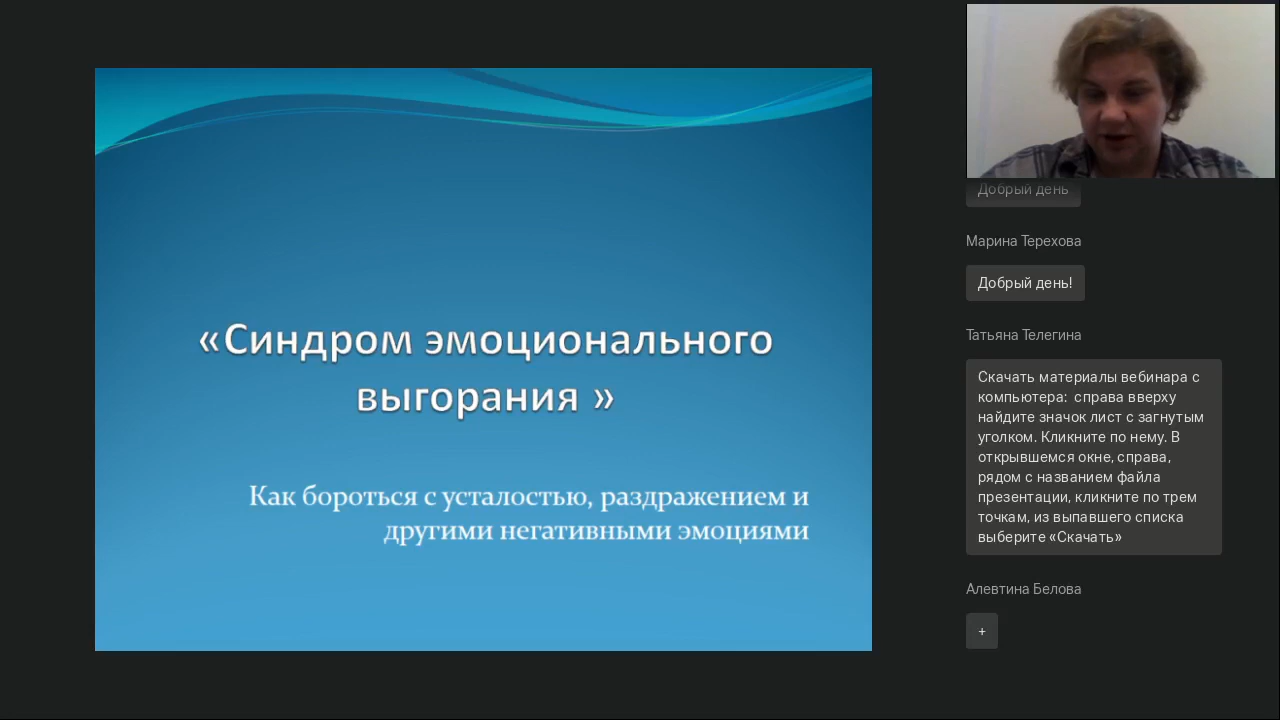 «Синдром эмоционального
выгорания »
Как бороться с усталостью, раздражением и
другими негативными эмоциями
Добрый день
Марина Терехова
Добрый день!
Татьяна Телегина
Скачать материалы вебинара с
компьютера:  справа вверху
найдите значок лист с загнутым
уголком. Кликните по нему. В
открывшемся окне, справа,
рядом с названием файла
презентации, кликните по трем
точкам, из выпавшего списка
выберите «Скачать»
Алевтина Белова
+